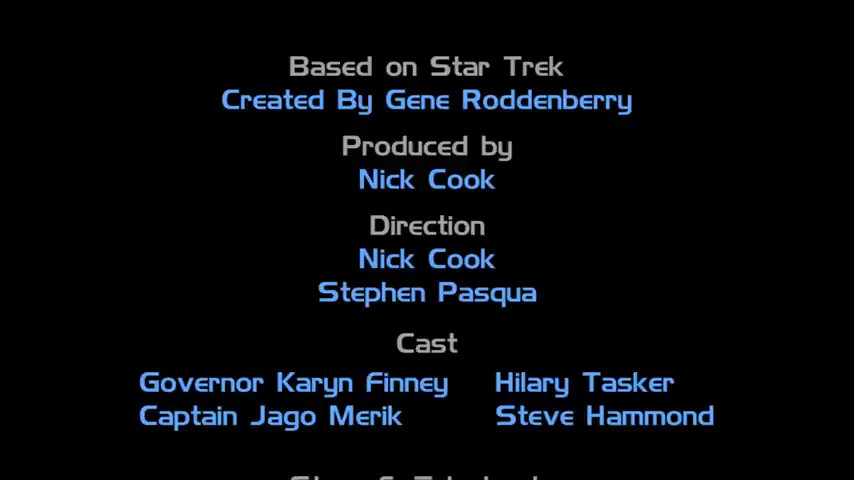 Based on Star Trek
Created By Gene Roddenberry
Produced by
Nick Cook
Direction
Nick Cook
Stephen Pasqua
Cast
Governor Karyn Finney Hilary Tasker
Captain Jago Merik Steve Hammond